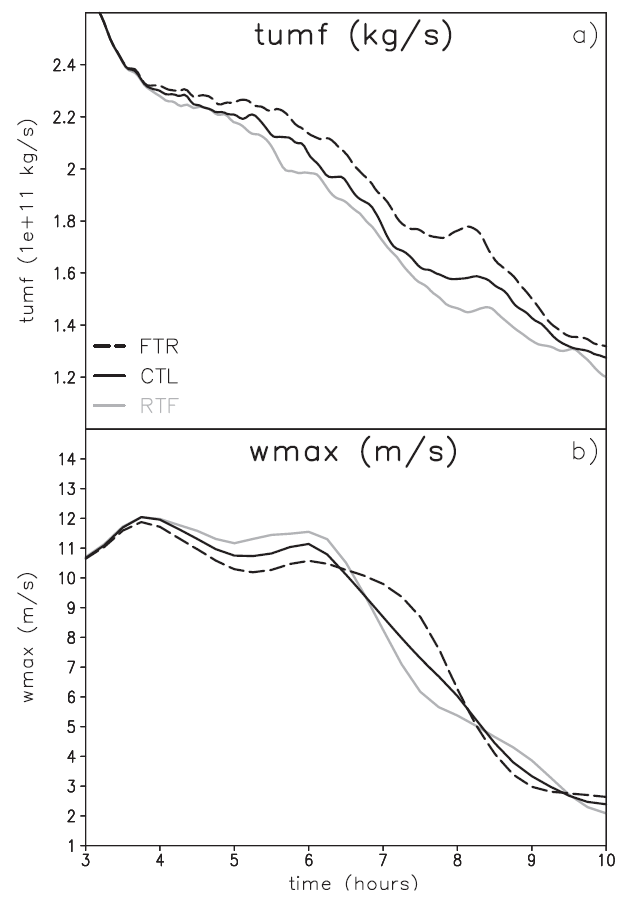 tumf (kg/s) a)
2.4
2.2
2
1.8
1.6
1.4
1.2
tumf (1e+11 kg/s)
FTR
CTL
RTF
wmax (m/s) b)
14
13
12
11
10
9
8
7
6
5
4
3
2
1
wmax (m/s)
3 4 5 6 7 8 9 10
time (hours)